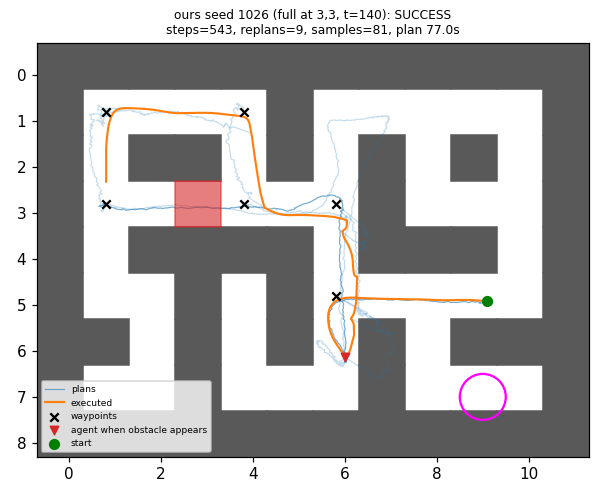 ours seed 1026 (full at 3,3, t=140): SUCCESS
steps=543, replans=9, samples=81, plan 77.0s
0
1
2
3
4
5
6
7
8
plans
executed
waypoints
agent when obstacle appears
start
0 2 4 6 8 10